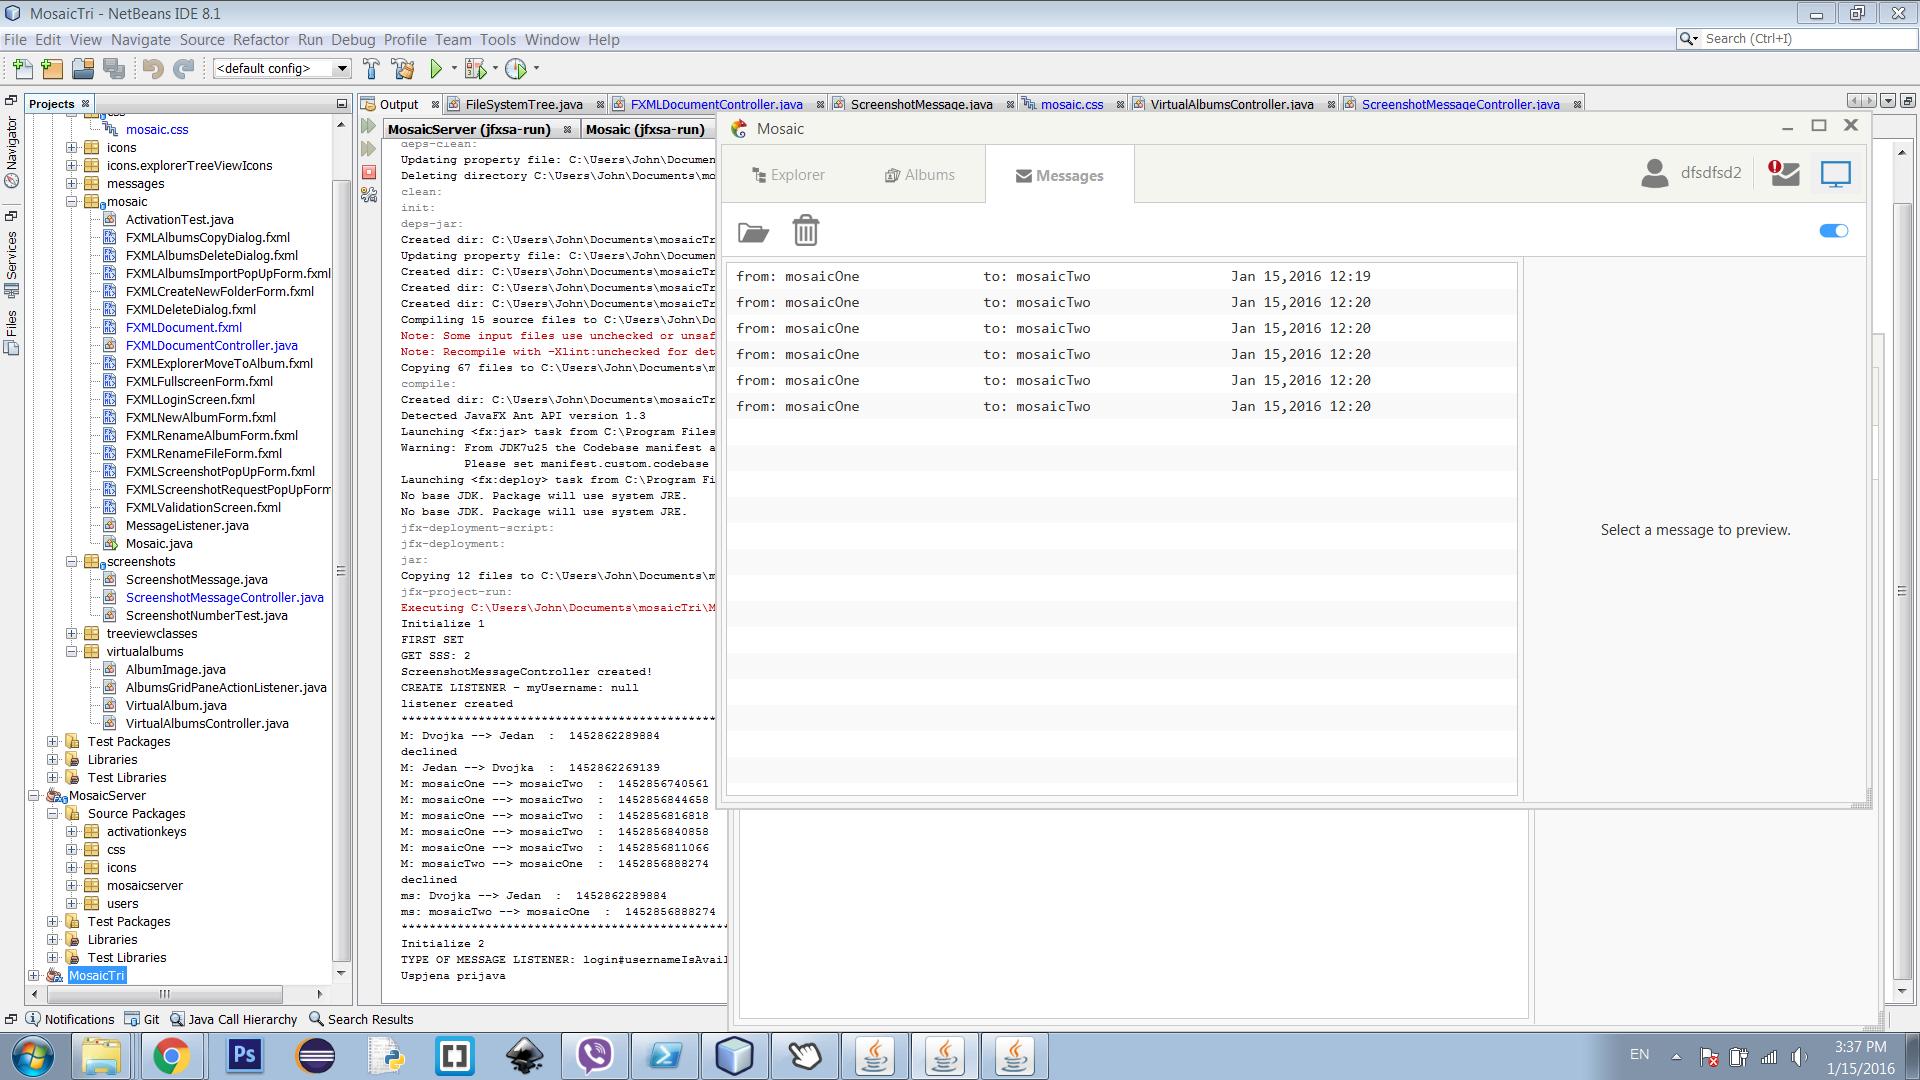 MosaicTri - NetBeans IDE 8.1
File Edit View Navigate Source Refactor Run Debug Profile Team Tools Window Help
Search (Ctrl+I)
<default config>
Projects
Navigator
Services
Files
css
mosaic.css
icons
icons.explorerTreeViewIcons
messages
mosaic
ActivationTest.java
FXMLAlbumsCopyDialog.fxml
FXMLAlbumsDeleteDialog.fxml
FXMLAlbumsImportPopUpForm.fxml
FXMLCreateNewFolderForm.fxml
FXMLDeleteDialog.fxml
FXMLDocument.fxml
FXMLDocumentController.java
FXMLExplorerMoveToAlbum.fxml
FXMLFullscreenForm.fxml
FXMLLoginScreen.fxml
FXMLNewAlbumForm.fxml
FXMLRenameAlbumForm.fxml
FXMLRenameFileForm.fxml
FXMLScreenshotPopUpForm.fxml
FXMLScreenshotRequestPopUpForm
FXMLValidationScreen.fxml
MessageListener.java
Mosaic.java
screenshots
ScreenshotMessage.java
ScreenshotMessageController.java
ScreenshotNumberTest.java
treeviewclasses
virtualalbums
AlbumImage.java
AlbumsGridPaneActionListener.java
VirtualAlbum.java
VirtualAlbumsController.java
Test Packages
Libraries
Test Libraries
MosaicServer
Source Packages
activationkeys
css
icons
mosaicserver
users
Test Packages
Libraries
Test Libraries
MosaicTri
Output FileSystemTree.java FXMLDocumentController.java ScreenshotMessage.java mosaic.css VirtualAlbumsController.java ScreenshotMessageController.java
MosaicServer (jfxsa-run) Mosaic (jfxsa-run)
deps-clean:
Updating property file: C:\Users\John\Documen
Deleting directory C:\Users\John\Documents\mo
clean:
init:
deps-jar:
Created dir: C:\Users\John\Documents\mosaicTr
Updating property file: C:\Users\John\Documen
Created dir: C:\Users\John\Documents\mosaicTr
Created dir: C:\Users\John\Documents\mosaicTr
Created dir: C:\Users\John\Documents\mosaicTr
Compiling 15 source files to C:\Users\John\Do
Note: Some input files use unchecked or unsaf
Note: Recompile with -Xlint:unchecked for det
Copying 67 files to C:\Users\John\Documents\m
compile:
Created dir: C:\Users\John\Documents\mosaicTr
Detected JavaFX Ant API version 1.3
Launching <fx:jar> task from C:\Program Files
Warning: From JDK7u25 the Codebase manifest a
Please set manifest.custom.codebase
Launching <fx:deploy> task from C:\Program Fi
No base JDK. Package will use system JRE.
No base JDK. Package will use system JRE.
jfx-deployment-script:
jfx-deployment:
jar:
Copying 12 files to C:\Users\John\Documents\m
jfx-project-run:
Executing C:\Users\John\Documents\mosaicTri\M
Initialize 1
FIRST SET
GET SSS: 2
ScreenshotMessageController created!
CREATE LISTENER - myUsername: null
listener created
*********************************************
M: Dvojka --> Jedan : 1452862289884
declined
M: Jedan --> Dvojka : 1452862269139
M: mosaicOne --> mosaicTwo : 1452856740561
M: mosaicOne --> mosaicTwo : 1452856844658
M: mosaicOne --> mosaicTwo : 1452856816818
M: mosaicOne --> mosaicTwo : 1452856840858
M: mosaicOne --> mosaicTwo : 1452856811066
M: mosaicTwo --> mosaicOne : 1452856888274
declined
ms: Dvojka --> Jedan : 1452862289884
ms: mosaicTwo --> mosaicOne : 1452856888274
***********************************************
Initialize 2
TYPE OF MESSAGE LISTENER: login#usernameIsAvail
Uspjena prijava
Mosaic
Explorer Albums Messages
dfsdfsd2
from: mosaicOne to: mosaicTwo Jan 15,2016 12:19
from: mosaicOne to: mosaicTwo Jan 15,2016 12:20
from: mosaicOne to: mosaicTwo Jan 15,2016 12:20
from: mosaicOne to: mosaicTwo Jan 15,2016 12:20
from: mosaicOne to: mosaicTwo Jan 15,2016 12:20
from: mosaicOne to: mosaicTwo Jan 15,2016 12:20
Select a message to preview.
Notifications Git Java Call Hierarchy Search Results
Ps
EN
3:37 PM
1/15/2016